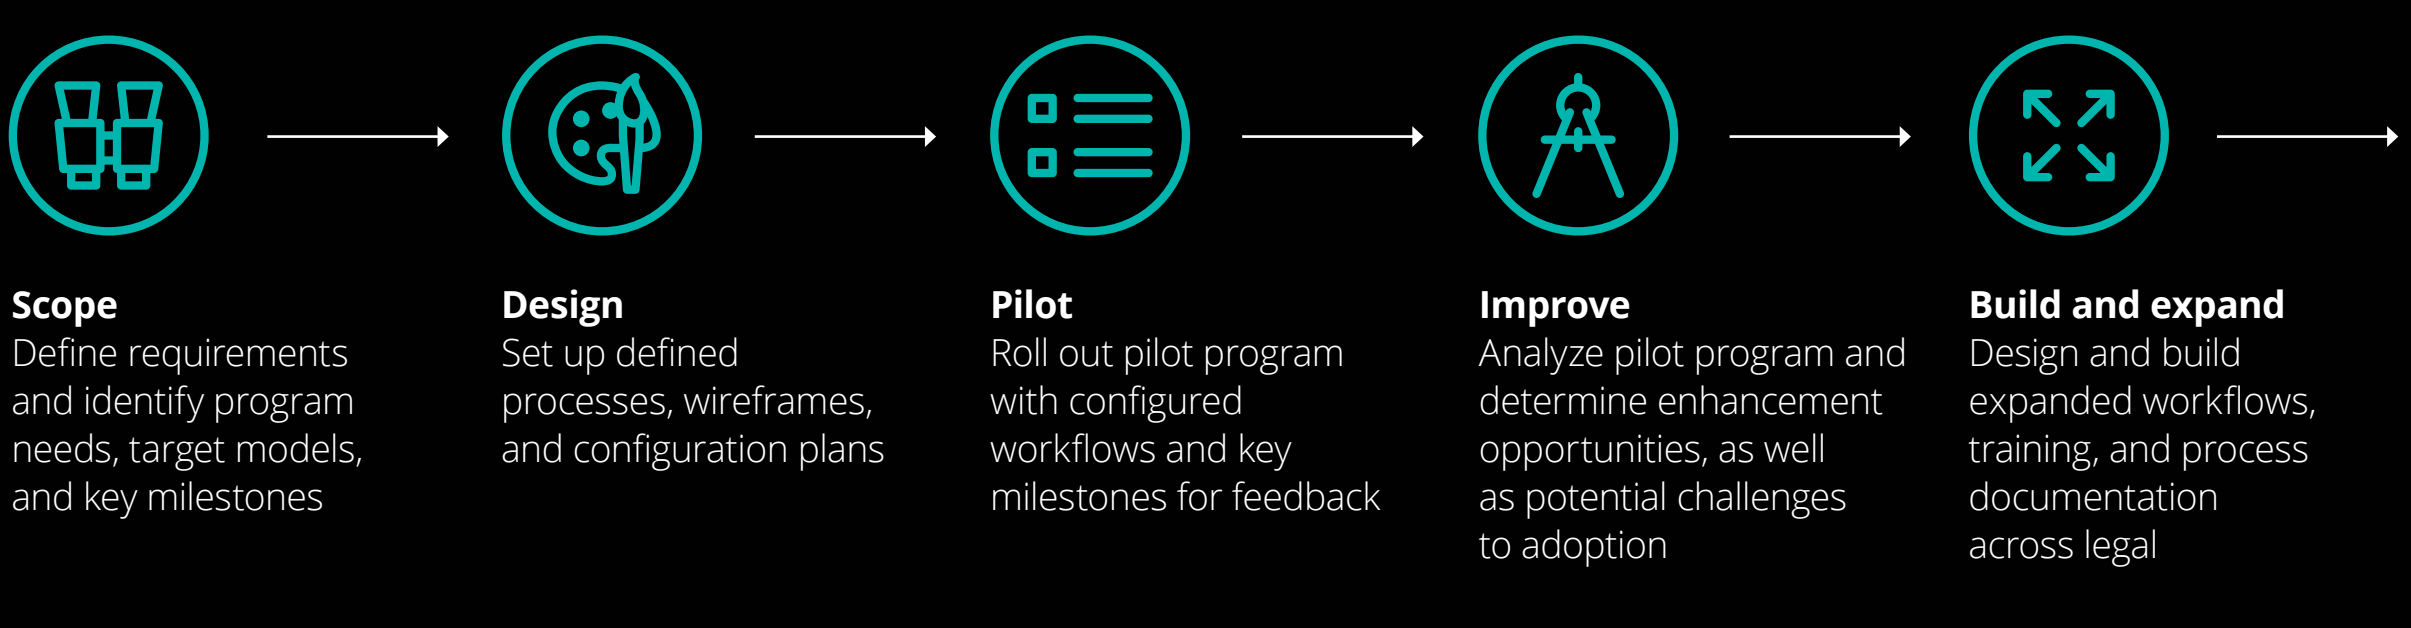 Scope
Define requirements
and identify program
needs, target models,
and key milestones
Design
Set up defined
processes, wireframes,
and configuration plans
Pilot
Roll out pilot program
with configured
workflows and key
milestones for feedback
Improve
Analyze pilot program and
determine enhancement
opportunities, as well
as potential challenges
to adoption
Build and expand
Design and build
expanded workflows,
training, and process
documentation
across legal